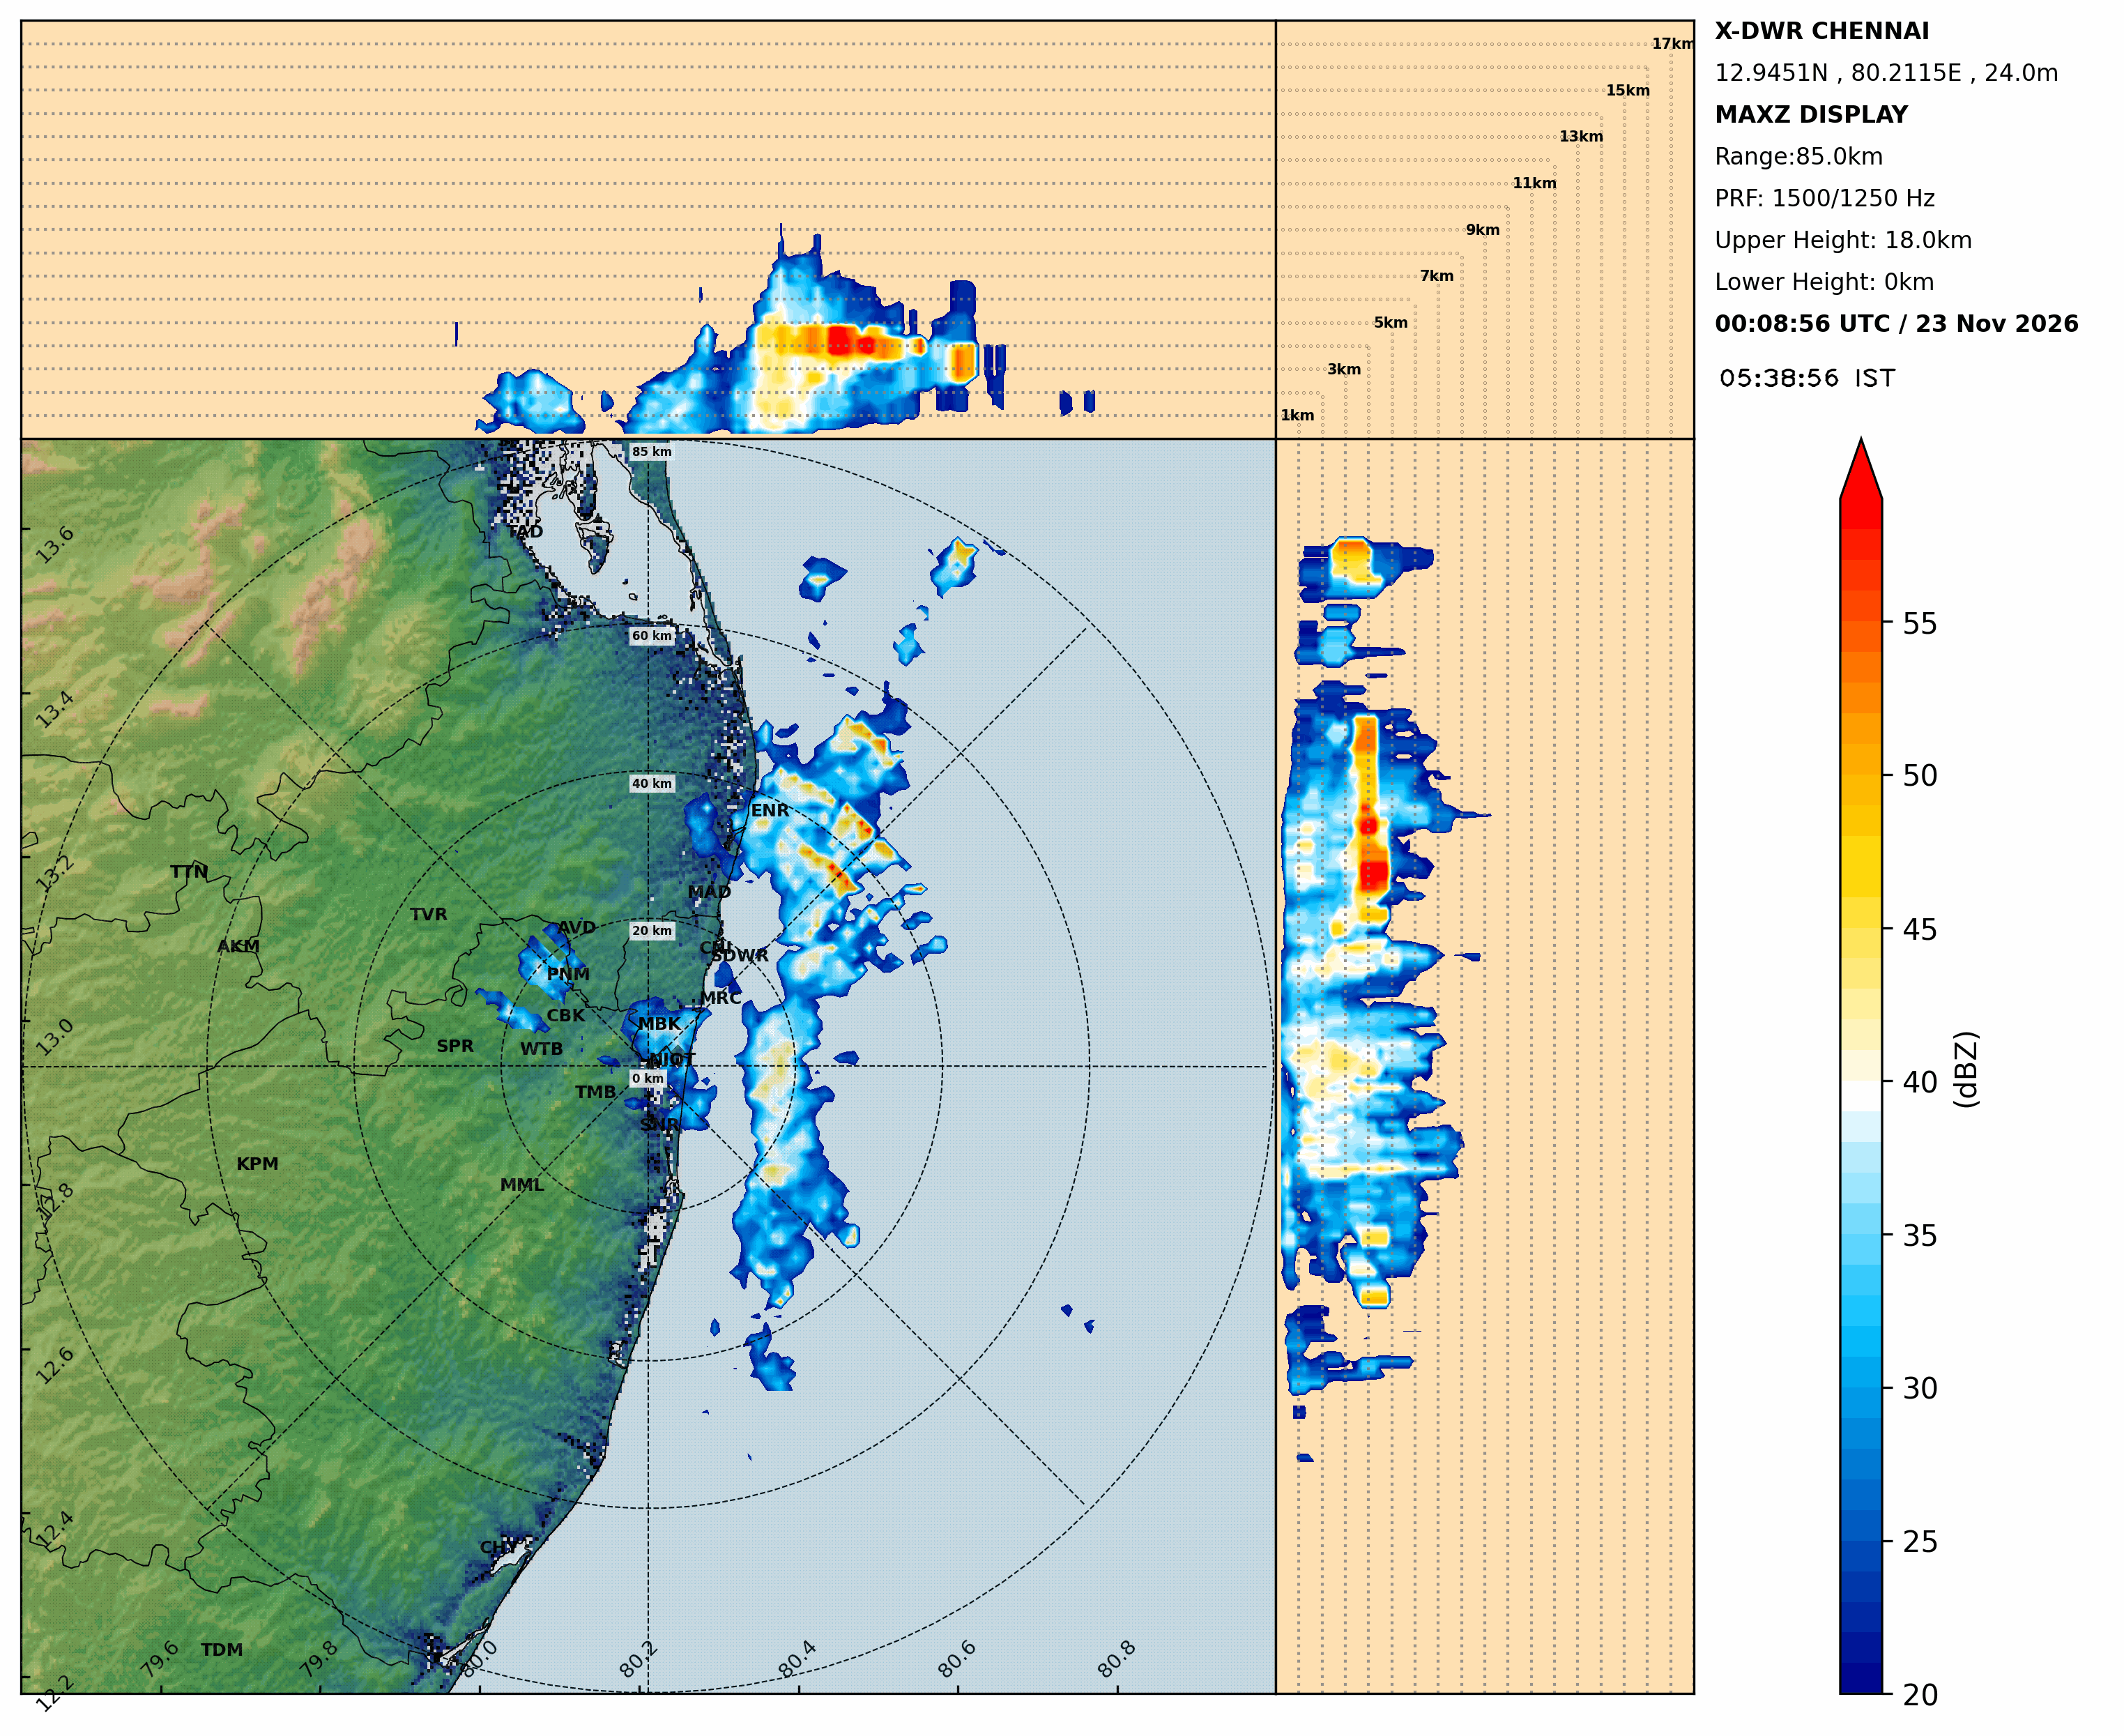 X-DWR CHENNAI
12.9451N , 80.2115E , 24.0m
MAXZ DISPLAY
Range:85.0km
PRF: 1500/1250 Hz
Upper Height: 18.0km
Lower Height: 0km
00:08:56 UTC / 23 Nov 2026
05:38:56 IST
17km
15km
13km
11km
9km
7km
5km
3km
1km
85 km
TAD
13.6
60 km
13.4
40 km
ENR
13.2
TTN
MAD
TVR
AVD
20 km
AKM
CNI
SDWR
PNM
MRC
CBK
MBK
13.0
SPR
WTB
NIOT
0 km
TMB
SNR
KPM
MML
12.8
12.6
12.4
CHY
TDM
12.2
79.6
79.8
80.0
80.2
80.4
80.6
80.8
55
50
45
40
35
30
25
20
(dBZ)